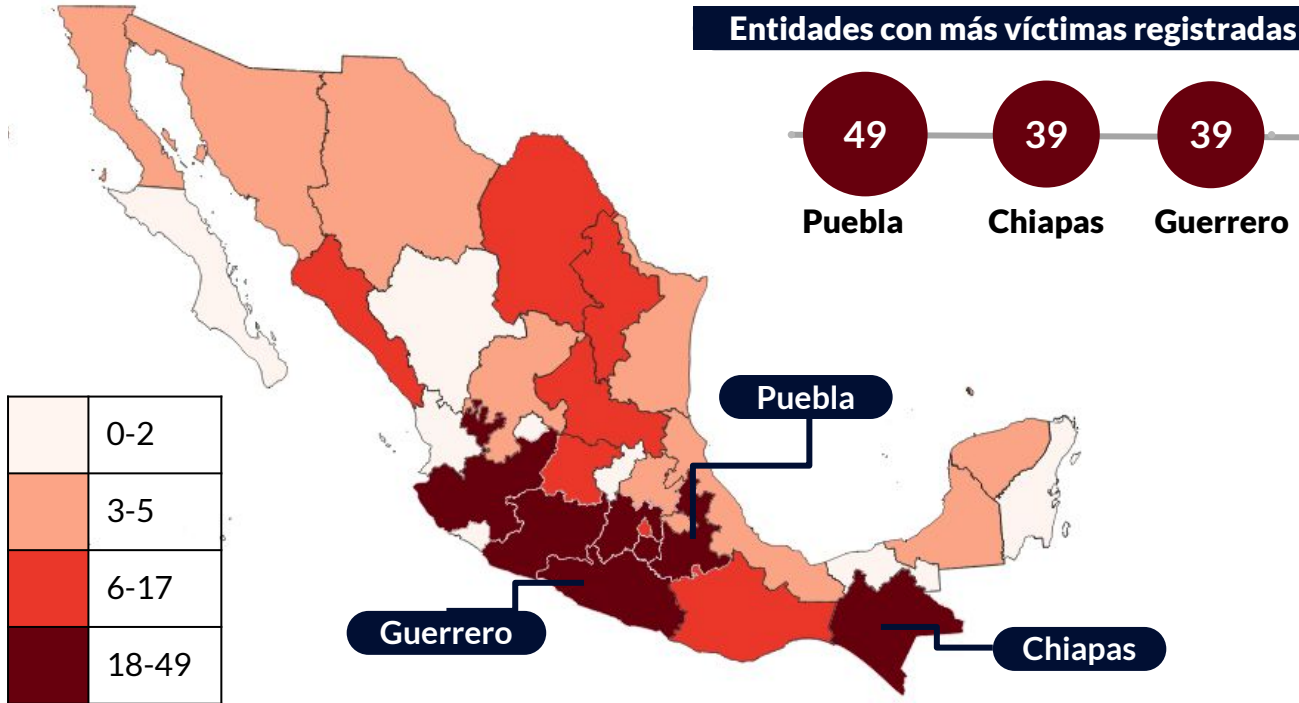 Entidades con más víctimas registradas
49
39
39
Puebla
Chiapas
Guerrero
Puebla
0-2
3-5
6-17
18-49
Guerrero
Chiapas